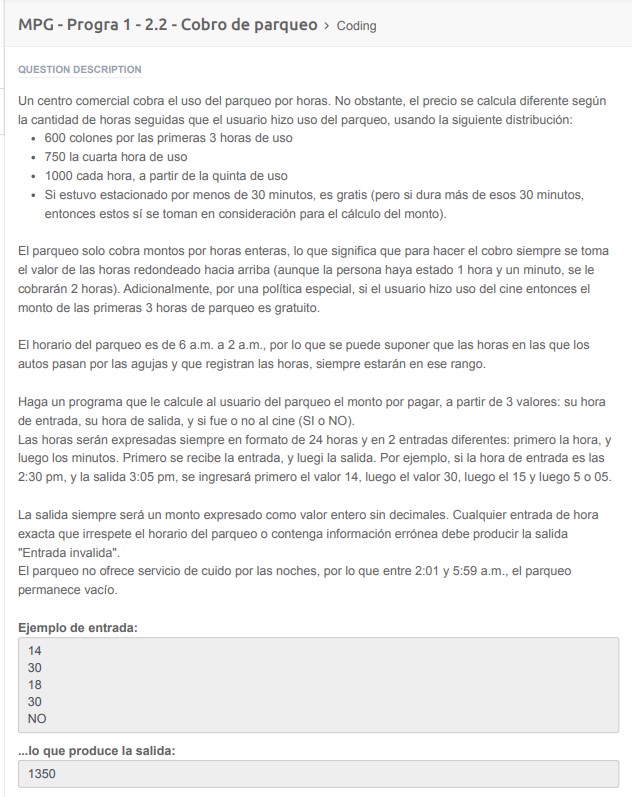 MPG - Progra 1 - 2.2 - Cobro de parqueo › Coding
QUESTION DESCRIPTION
Un centro comercial cobra el uso del parqueo por horas. No obstante, el precio se calcula diferente según
la cantidad de horas seguidas que el usuario hizo uso del parqueo, usando la siguiente distribución:
• 600 colones por las primeras 3 horas de uso
• 750 la cuarta hora de uso
• 1000 cada hora, a partir de la quinta de uso
• Si estuvo estacionado por menos de 30 minutos, es gratis (pero si dura más de esos 30 minutos,
entonces estos sí se toman en consideración para el cálculo del monto).
El parqueo solo cobra montos por horas enteras, lo que significa que para hacer el cobro siempre se toma
el valor de las horas redondeado hacia arriba (aunque la persona haya estado 1 hora y un minuto, se le
cobrarán 2 horas). Adicionalmente, por una política especial, si el usuario hizo uso del cine entonces el
monto de las primeras 3 horas de parqueo es gratuito.
El horario del parqueo es de 6 a.m. a 2 a.m., por lo que se puede suponer que las horas en las que los
autos pasan por las agujas y que registran las horas, siempre estarán en ese rango.
Haga un programa que le calcule al usuario del parqueo el monto por pagar, a partir de 3 valores: su hora
de entrada, su hora de salida, y si fue o no al cine (SI o NO).
Las horas serán expresadas siempre en formato de 24 horas y en 2 entradas diferentes: primero la hora, y
luego los minutos. Primero se recibe la entrada, y luegi la salida. Por ejemplo, si la hora de entrada es las
2:30 pm, y la salida 3:05 pm, se ingresará primero el valor 14, luego el valor 30, luego el 15 y luego 5 o 05.
La salida siempre será un monto expresado como valor entero sin decimales. Cualquier entrada de hora
exacta que irrespete el horario del parqueo o contenga información errónea debe producir la salida
"Entrada invalida".
El parqueo no ofrece servicio de cuido por las noches, por lo que entre 2:01 y 5:59 a.m., el parqueo
permanece vacío.
Ejemplo de entrada:
14
30
18
30
NO
...lo que produce la salida:
1350